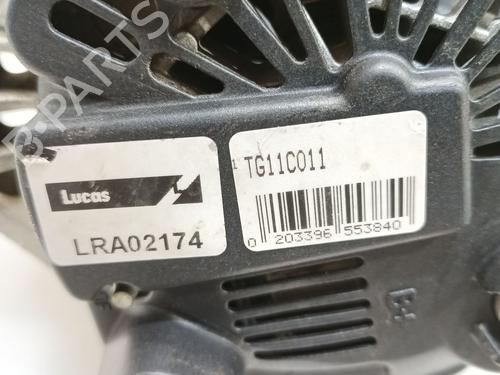 Lucas
LRA02174
TG11C011
0 203396 553840
B+
B-PARTS